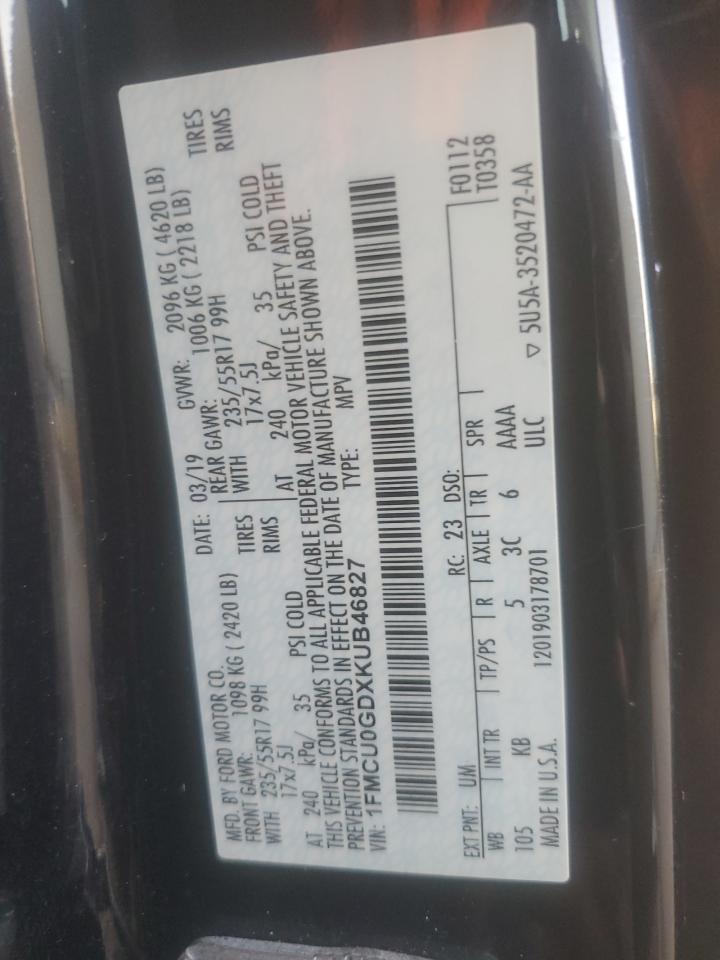 MFD. BY FORD MOTOR CO.
DATE: 03/19 GVWR: 2096 KG ( 4620 LB)
FRONT GAWR: 1098 KG ( 2420 LB) REAR GAWR: 1006 KG ( 2218 LB)
WITH 235/55R17 99H TIRES WITH 235/55R17 99H TIRES
17x7.5J RIMS 17x7.5J RIMS
AT 240 kPa/ 35 PSI COLD AT 240 kPa/ 35 PSI COLD
THIS VEHICLE CONFORMS TO ALL APPLICABLE FEDERAL MOTOR VEHICLE SAFETY AND THEFT
PREVENTION STANDARDS IN EFFECT ON THE DATE OF MANUFACTURE SHOWN ABOVE.
VIN: 1FMCU0GDXKUB46827 TYPE: MPV
EXT PNT: UM RC: 23 DSO: F0112
WB INT TR TP/PS R AXLE TR SPR T0358
105 KB 5 3C 6 AAAA
MADE IN U.S.A. 1201903178701 ULC ▽ 5U5A-3520472-AA